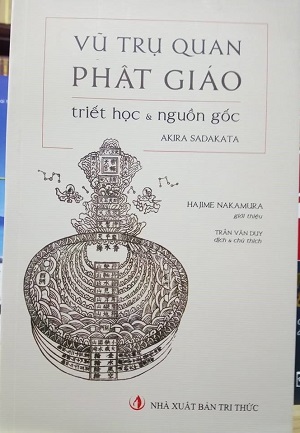 VŨ TRỤ QUAN
PHẬT GIÁO
triết học & nguồn gốc
AKIRA SADAKATA
HAJIME NAKAMURA
giới thiệu
TRẦN VĂN DUY
dịch & chú thích
NHÀ XUẤT BẢN TRI THỨC